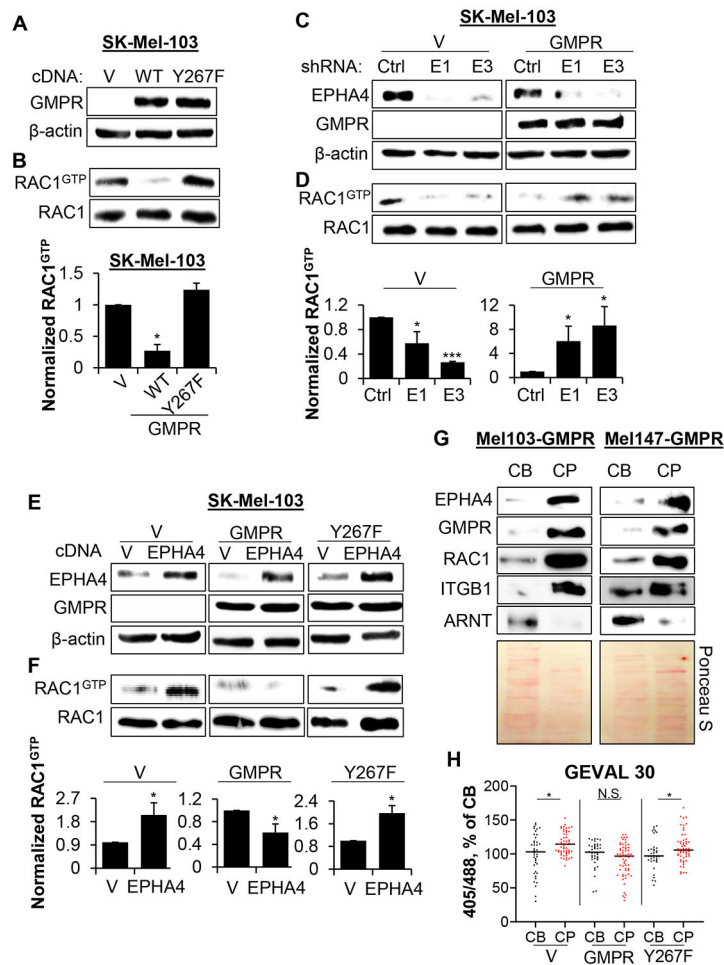 A
SK-Mel-103
cDNA: V WT Y267F
GMPR
β-actin
B
RAC1GTP
RAC1
SK-Mel-103
Normalized RAC1GTP
1.5
1
0.5
0
*
V WT Y267F
GMPR
C
SK-Mel-103
V GMPR
shRNA: Ctrl E1 E3 Ctrl E1 E3
EPHA4
GMPR
β-actin
D
RAC1GTP
RAC1
V GMPR
Normalized RAC1GTP
1.2
0.8
0.4
0
* ***
Ctrl E1 E3
12
8
4
0
* *
Ctrl E1 E3
E
SK-Mel-103
V GMPR Y267F
cDNA V EPHA4 V EPHA4 V EPHA4
EPHA4
GMPR
β-actin
F
RAC1GTP
RAC1
V GMPR Y267F
Normalized RAC1GTP
2.7
1.8
0.9
0
*
V EPHA4
1.2
0.8
0.4
0
*
V EPHA4
2.4
1.6
0.8
0
*
V EPHA4
G
Mel103-GMPR Mel147-GMPR
CB CP CB CP
EPHA4
GMPR
RAC1
ITGB1
ARNT
Ponceau S
H
GEVAL 30
405/488, % of CB
200
150
100
50
0
* N.S. *
CB CP CB CP CB CP
V GMPR Y267F